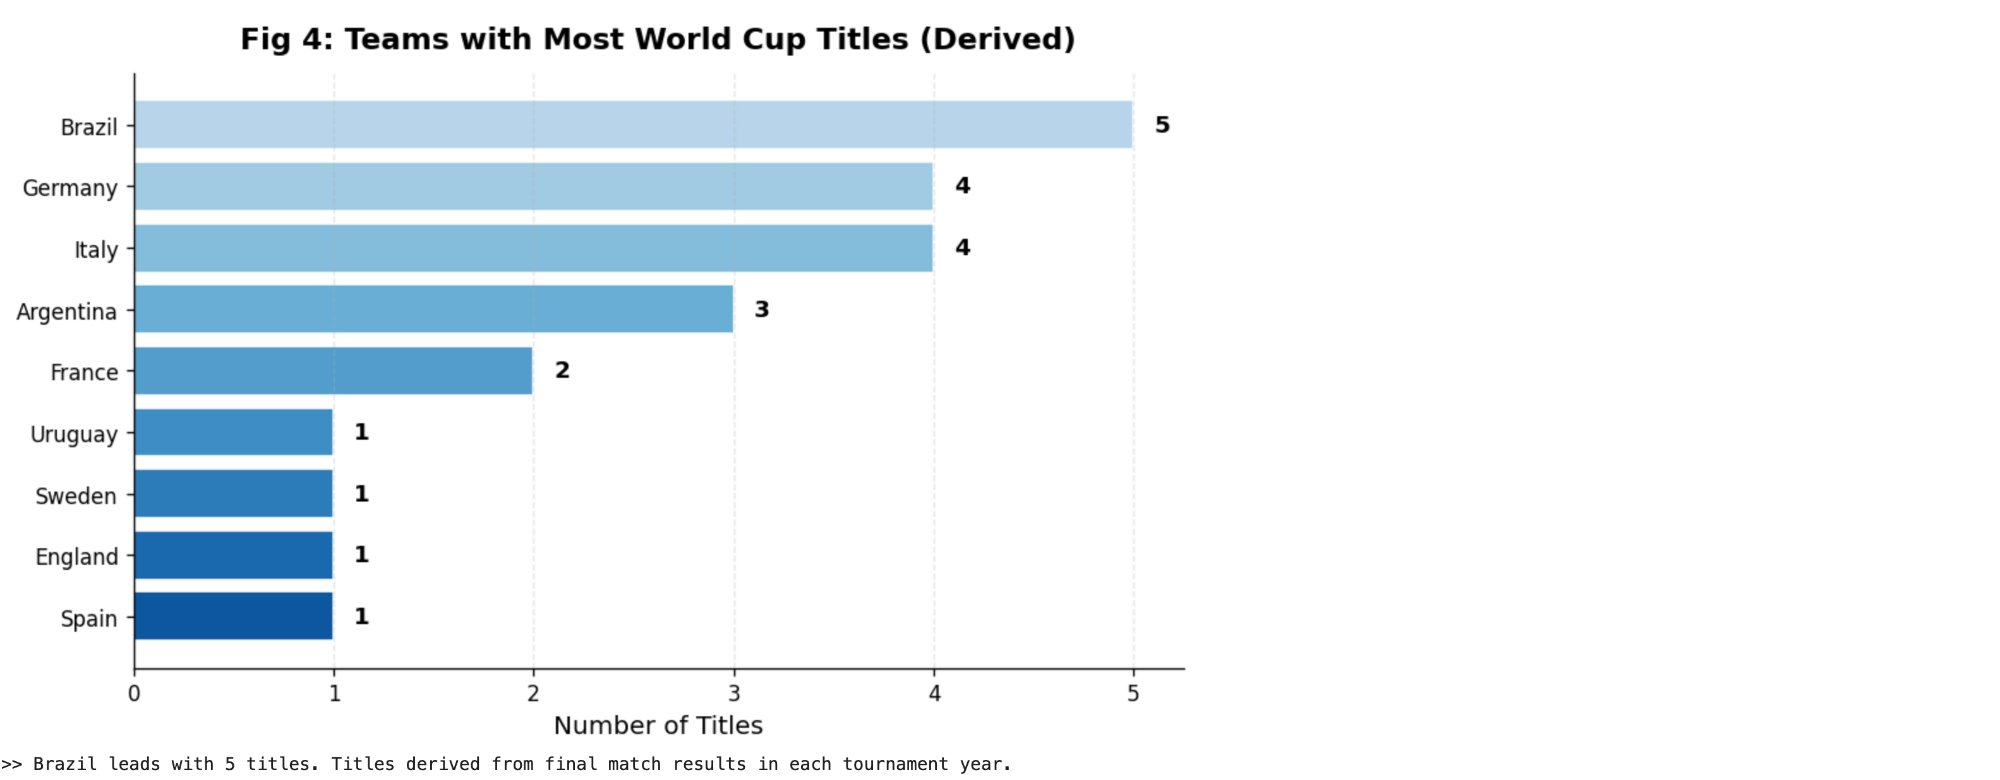 Fig 4: Teams with Most World Cup Titles (Derived)
Brazil 5
Germany 4
Italy 4
Argentina 3
France 2
Uruguay 1
Sweden 1
England 1
Spain 1
0 1 2 3 4 5
Number of Titles
>> Brazil leads with 5 titles. Titles derived from final match results in each tournament year.